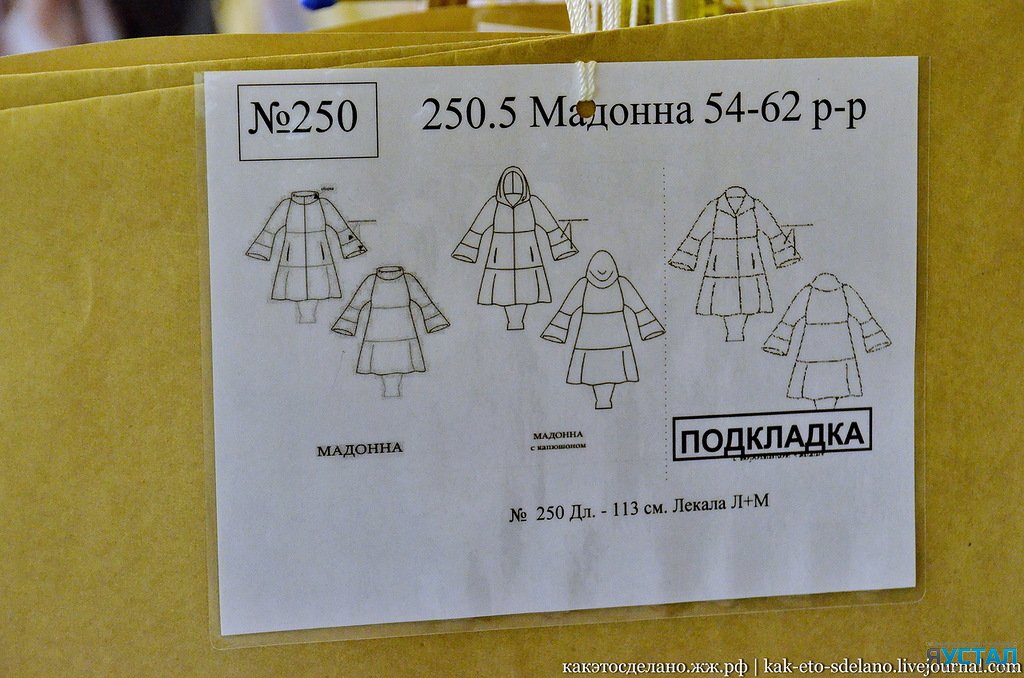 №250
250.5 Мадонна 54-62 р-р
МАДОННА
МАДОННА
с капюшоном
ПОДКЛАДКА
№ 250 Дл. - 113 см. Лекала Л+М
ЯУСТАЛ
какэтосделано.жж.рф | kak-eto-sdelano.livejournal.com